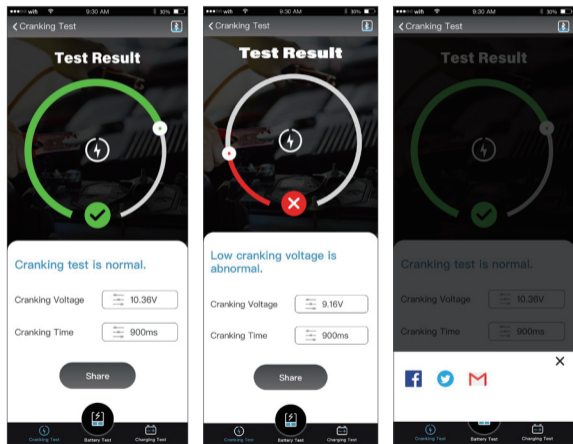 wifi 9:30 AM 30%
Cranking Test
Test Result
Cranking test is normal.
Cranking Voltage 10.36V
Cranking Time 900ms
Share
Cranking Test Battery Test Charging Test
wifi 9:30 AM 30%
Cranking Test
Test Result
Low cranking voltage is
abnormal.
Cranking Voltage 9.16V
Cranking Time 900ms
Share
Cranking Test Battery Test Charging Test
wifi 9:30 AM 30%
Cranking Test
Test Result
Cranking test is normal.
Cranking Voltage 10.36V
Cranking Time 900ms
Cranking Test Battery Test Charging Test